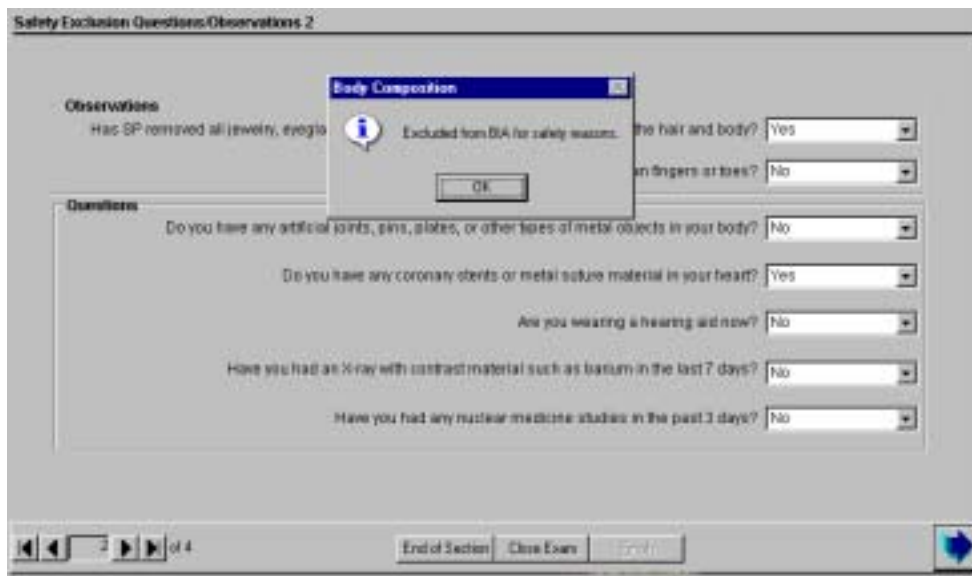 Safety Exclusion Questions/Observations 2
Body Composition
Excluded from BIA for safety reasons.
OK
Observations
Has SP removed all jewelry, the hair and body? Yes
fingers or toes? No
Questions
Do you have any artificial joints, pins, plates, or other types of metal objects in your body? No
Do you have any coronary stents or metal suture material in your heart? Yes
Are you wearing a hearing aid now? No
Have you had an X-ray with contrast material such as barium in the last 7 days? No
Have you had any nuclear medicine studies in the past 3 days? No
of 4
End of Section Close Exam